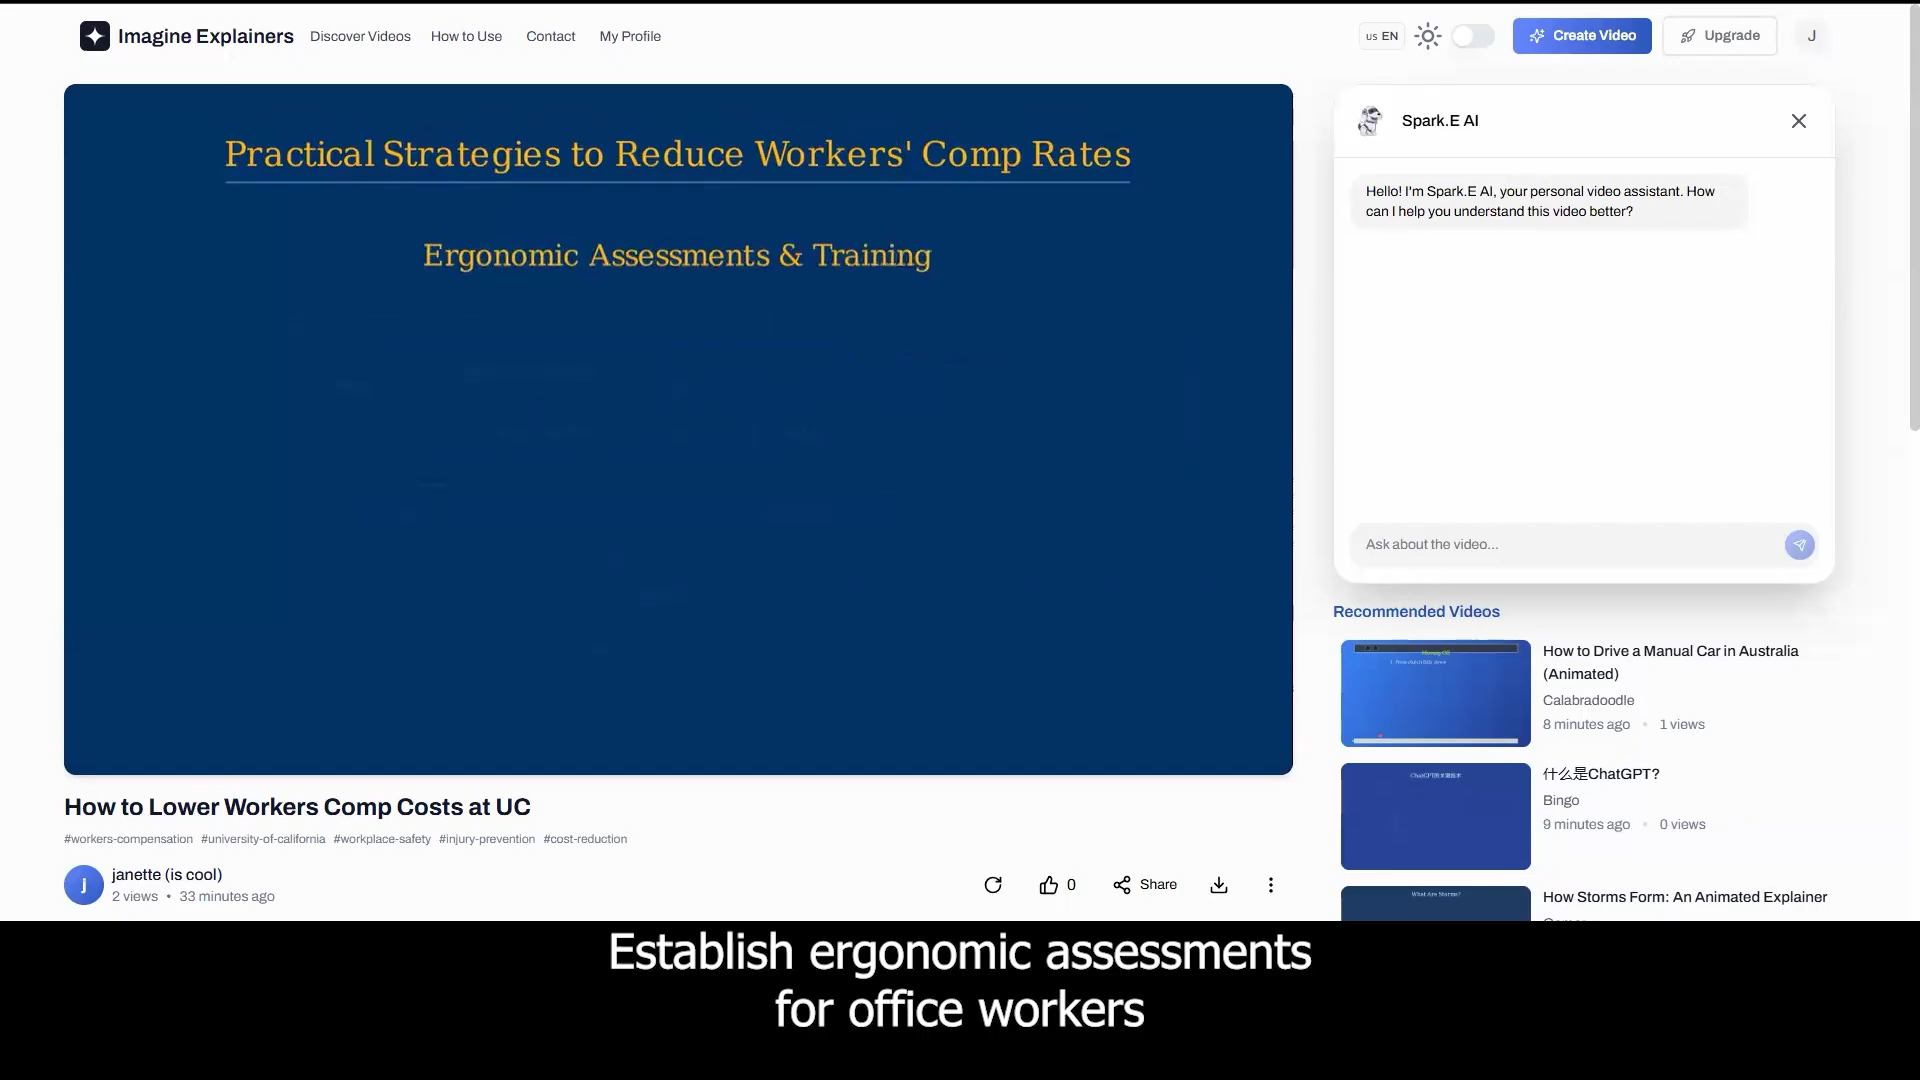 Imagine Explainers
Discover Videos
How to Use
Contact
My Profile
US EN
Create Video
Upgrade
J
Practical Strategies to Reduce Workers' Comp Rates
Ergonomic Assessments & Training
Spark.E AI
Hello! I'm Spark.E AI, your personal video assistant. How
can I help you understand this video better?
Ask about the video...
How to Lower Workers Comp Costs at UC
#workers-compensation #university-of-california #workplace-safety #injury-prevention #cost-reduction
J
janette (is cool)
2 views • 33 minutes ago
0
Share
Recommended Videos
How to Drive a Manual Car in Australia
(Animated)
Calabradoodle
8 minutes ago • 1 views
什么是ChatGPT?
Bingo
9 minutes ago • 0 views
What Are Storms?
How Storms Form: An Animated Explainer
Establish ergonomic assessments
for office workers